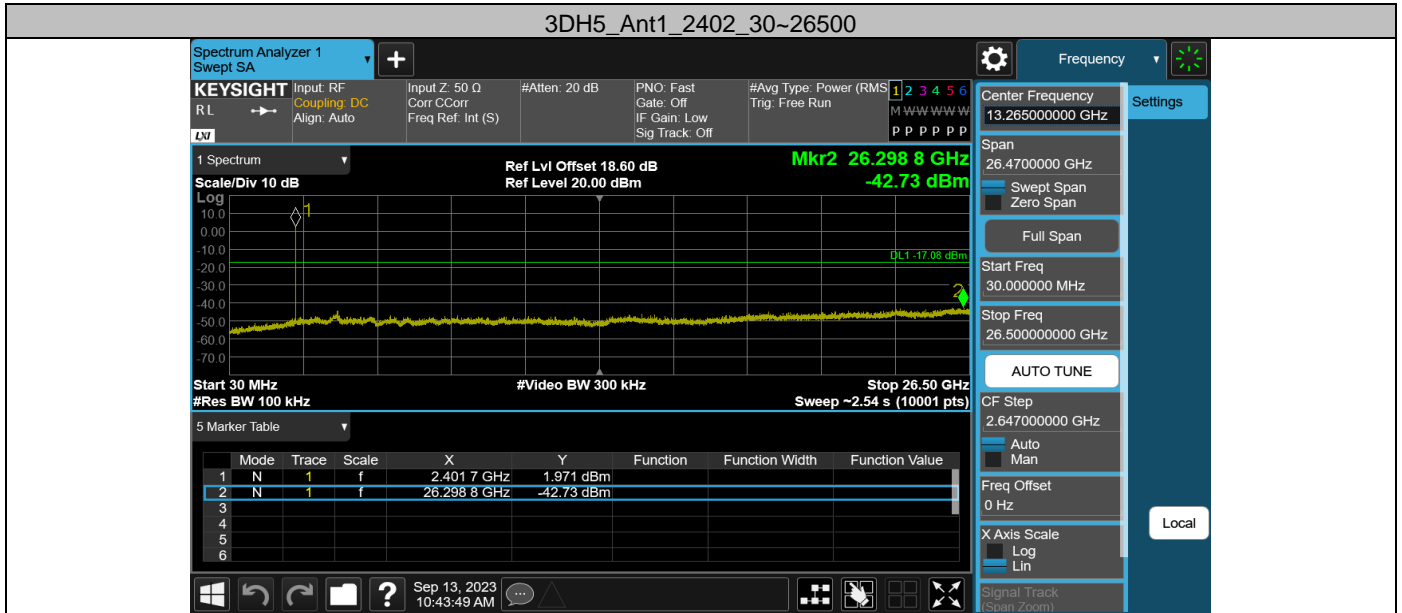 3DH5_Ant1_2402_30~26500
Spectrum Analyzer 1
Swept SA
+
Frequency
KEYSIGHT
RL
LXI
Input: RF
Coupling: DC
Align: Auto
Input Z: 50 Ω
Corr CCorr
Freq Ref: Int (S)
#Atten: 20 dB
PNO: Fast
Gate: Off
IF Gain: Low
Sig Track: Off
#Avg Type: Power (RMS
Trig: Free Run
1 2 3 4 5 6
M W W W W W
P P P P P P
1 Spectrum
Scale/Div 10 dB
Ref Lvl Offset 18.60 dB
Ref Level 20.00 dBm
Mkr2 26.298 8 GHz
-42.73 dBm
Log
10.0
0.00
-10.0
-20.0
-30.0
-40.0
-50.0
-60.0
-70.0
1
DL1 -17.08 dBm
2
Start 30 MHz
#Video BW 300 kHz
Stop 26.50 GHz
#Res BW 100 kHz
Sweep ~2.54 s (10001 pts)
5 Marker Table
Mode Trace Scale X Y Function Function Width Function Value
1 N 1 f 2.401 7 GHz 1.971 dBm
2 N 1 f 26.298 8 GHz -42.73 dBm
3
4
5
6
Sep 13, 2023
10:43:49 AM
?
Center Frequency
13.265000000 GHz
Settings
Span
26.4700000 GHz
Swept Span
Zero Span
Full Span
Start Freq
30.000000 MHz
Stop Freq
26.500000000 GHz
AUTO TUNE
CF Step
2.647000000 GHz
Auto
Man
Freq Offset
0 Hz
Local
X Axis Scale
Log
Lin
Signal Track
(Span Zoom)